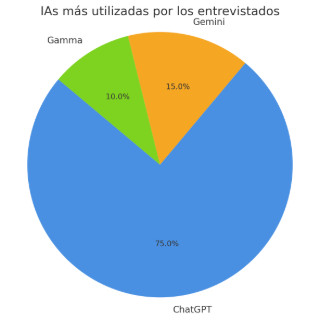 IAs más utilizadas por los entrevistados
Gemini
Gamma
15.0%
10.0%
75.0%
ChatGPT